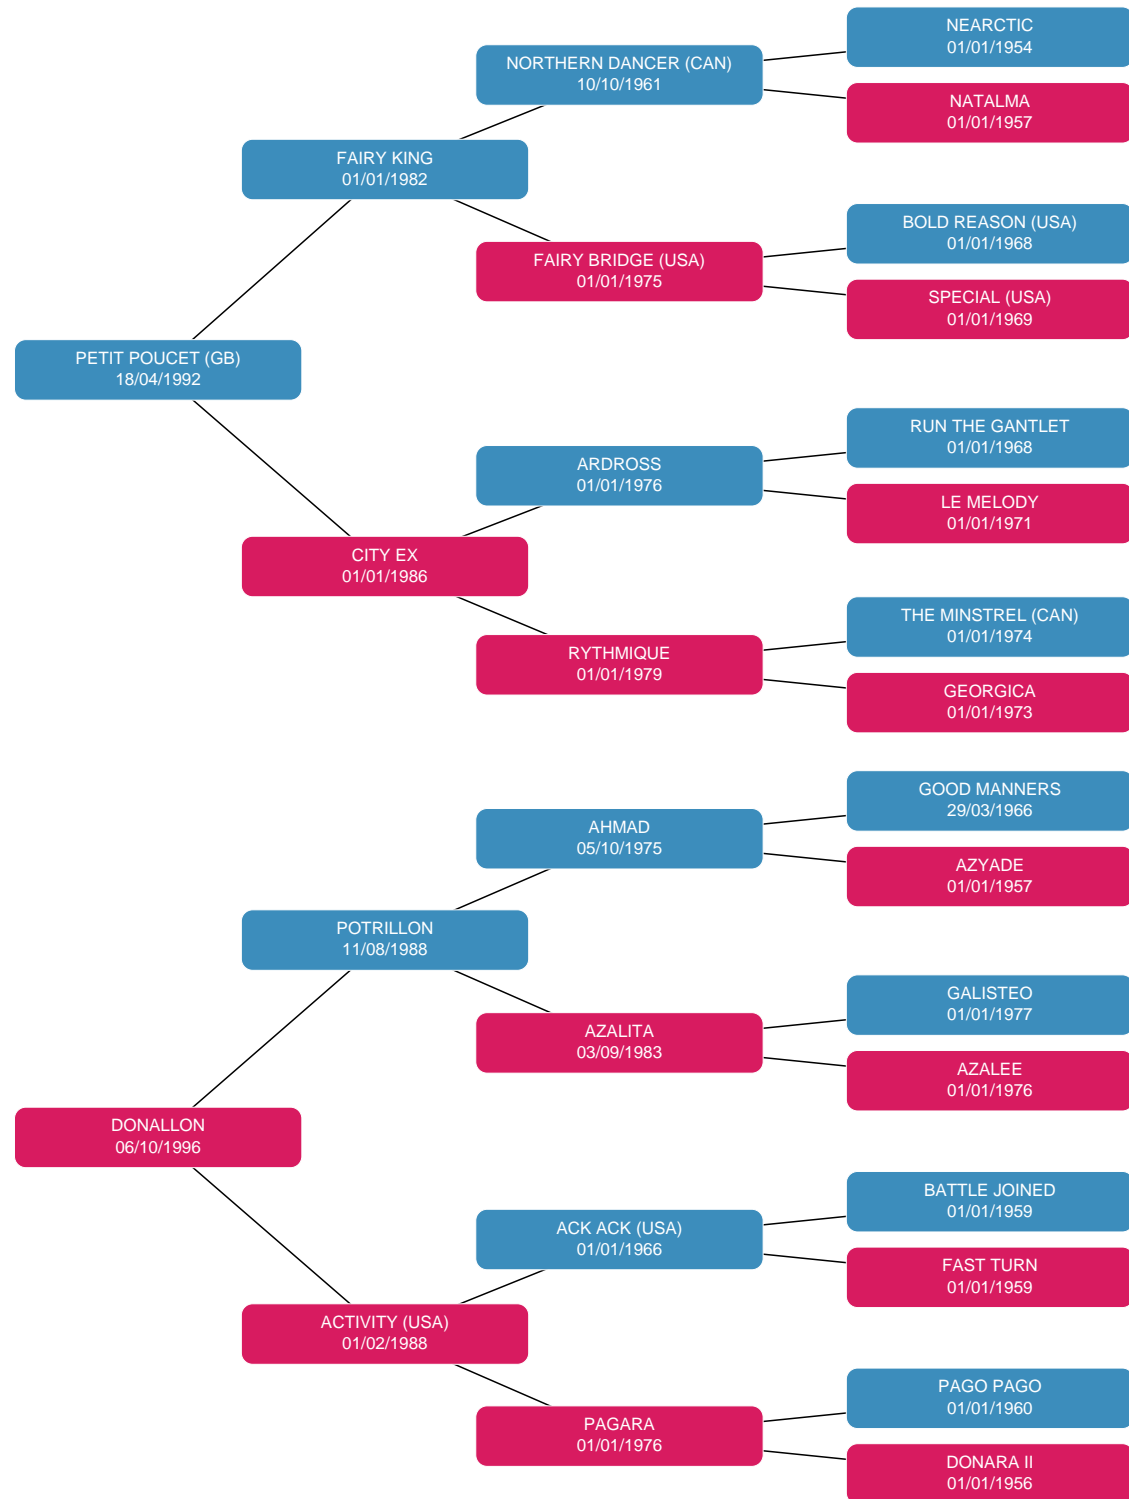 NEARCTIC
01/01/1954
NORTHERN DANCER (CAN)
10/10/1961
NATALMA
01/01/1957
FAIRY KING
01/01/1982
BOLD REASON (USA)
01/01/1968
FAIRY BRIDGE (USA)
01/01/1975
SPECIAL (USA)
01/01/1969
PETIT POUCET (GB)
18/04/1992
RUN THE GANTLET
01/01/1968
ARDROSS
01/01/1976
LE MELODY
01/01/1971
CITY EX
01/01/1986
THE MINSTREL (CAN)
01/01/1974
RYTHMIQUE
01/01/1979
GEORGICA
01/01/1973
GOOD MANNERS
29/03/1966
AHMAD
05/10/1975
AZYADE
01/01/1957
POTRILLON
11/08/1988
GALISTEO
01/01/1977
AZALITA
03/09/1983
AZALEE
01/01/1976
DONALLON
06/10/1996
BATTLE JOINED
01/01/1959
ACK ACK (USA)
01/01/1966
FAST TURN
01/01/1959
ACTIVITY (USA)
01/02/1988
PAGO PAGO
01/01/1960
PAGARA
01/01/1976
DONARA II
01/01/1956